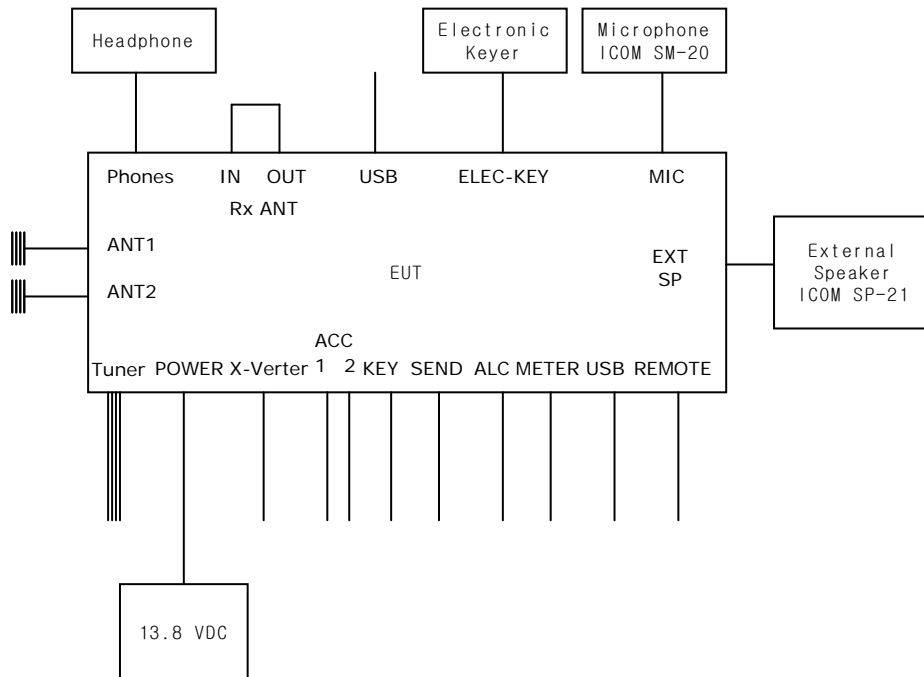 Headphone
Electronic
Keyer
Microphone
ICOM SM-20
Phones IN OUT USB ELEC-KEY MIC
Rx ANT
ANT1
EXT
SP
EUT
ANT2
External
Speaker
ICOM SP-21
ACC
Tuner POWER X-Verter 1 2 KEY SEND ALC METER USB REMOTE
13.8 VDC